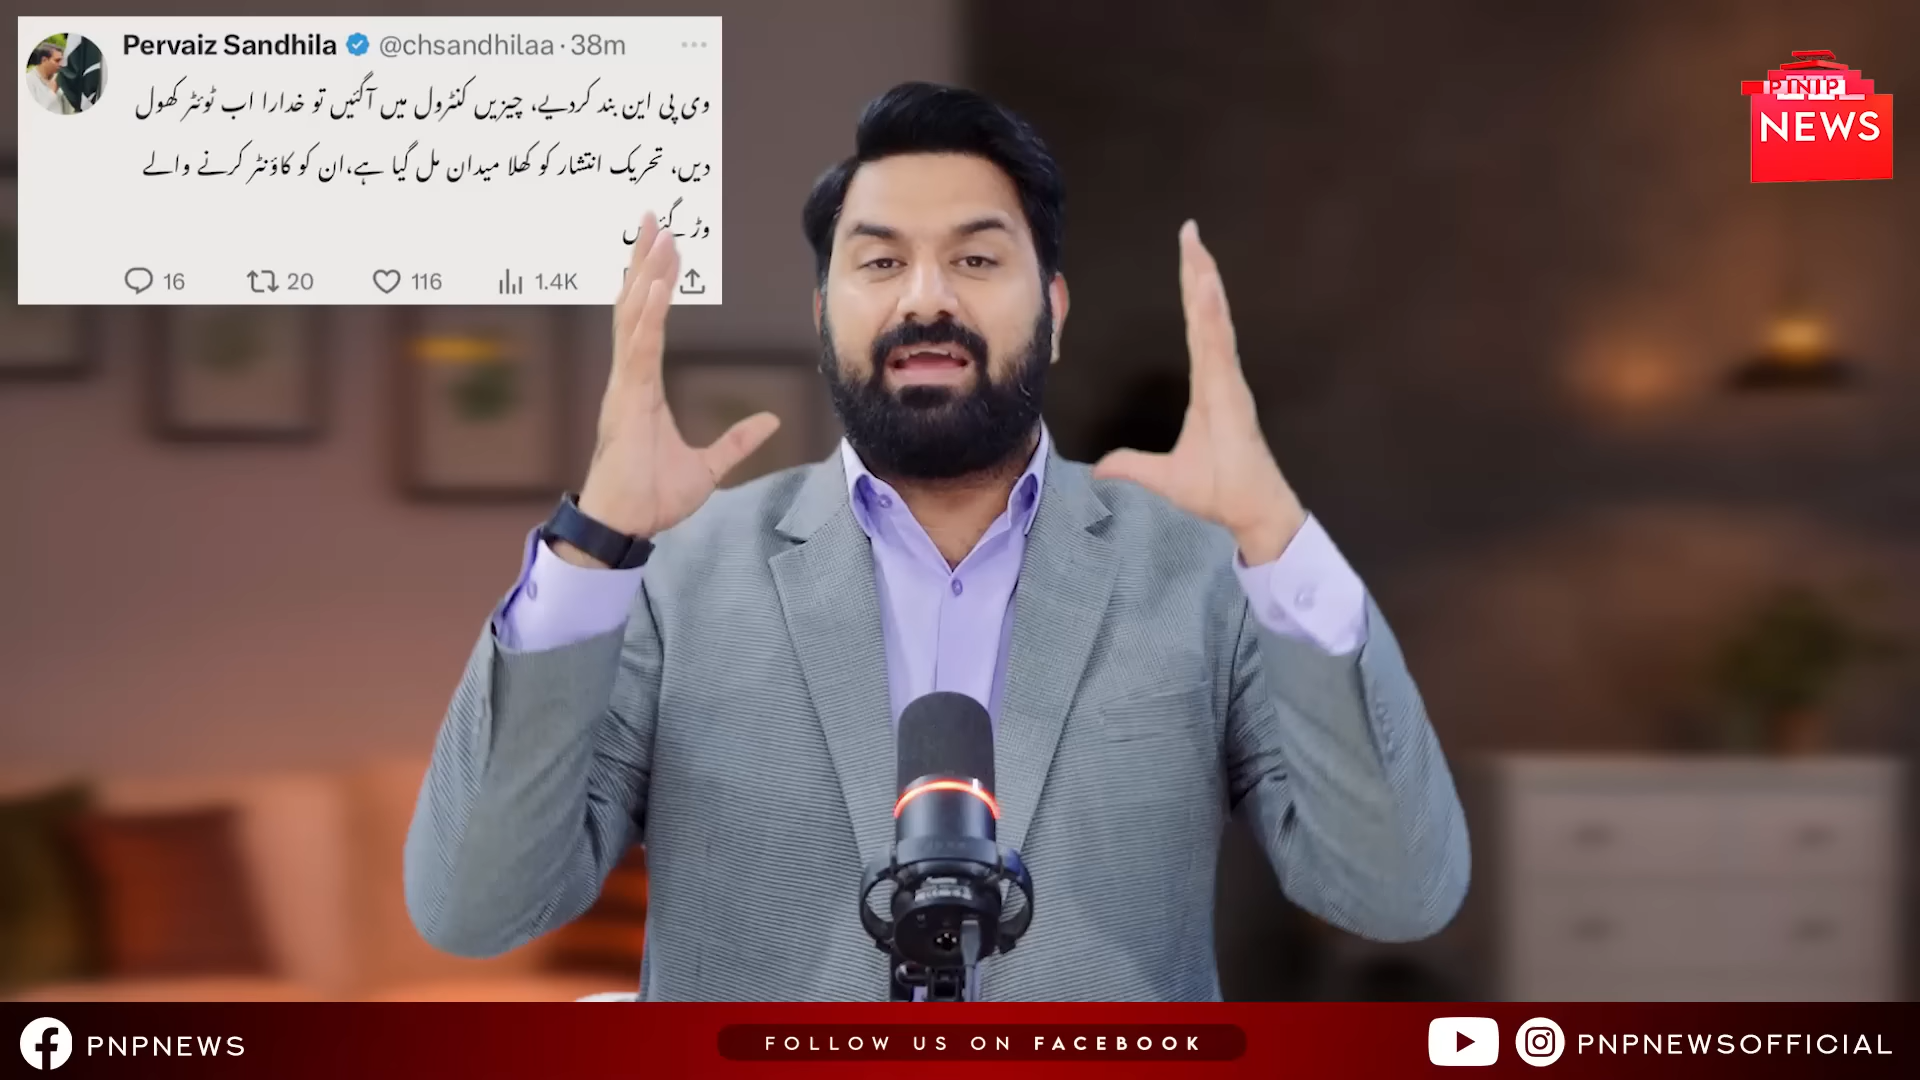 Pervaiz Sandhila @chsandhilaa · 38m
وی پی این بند کردیے، چیزیں کنٹرول میں آگئیں تو خدارا اب ٹوئٹر کھول
دیں، تحریک انتشار کو کھلا میدان مل گیا ہے،ان کو کاؤنٹر کرنے والے
وڑ
16 20 116 1.4K
PNP
NEWS
PNPNEWS
FOLLOW US ON FACEBOOK
PNPNEWSOFFICIAL